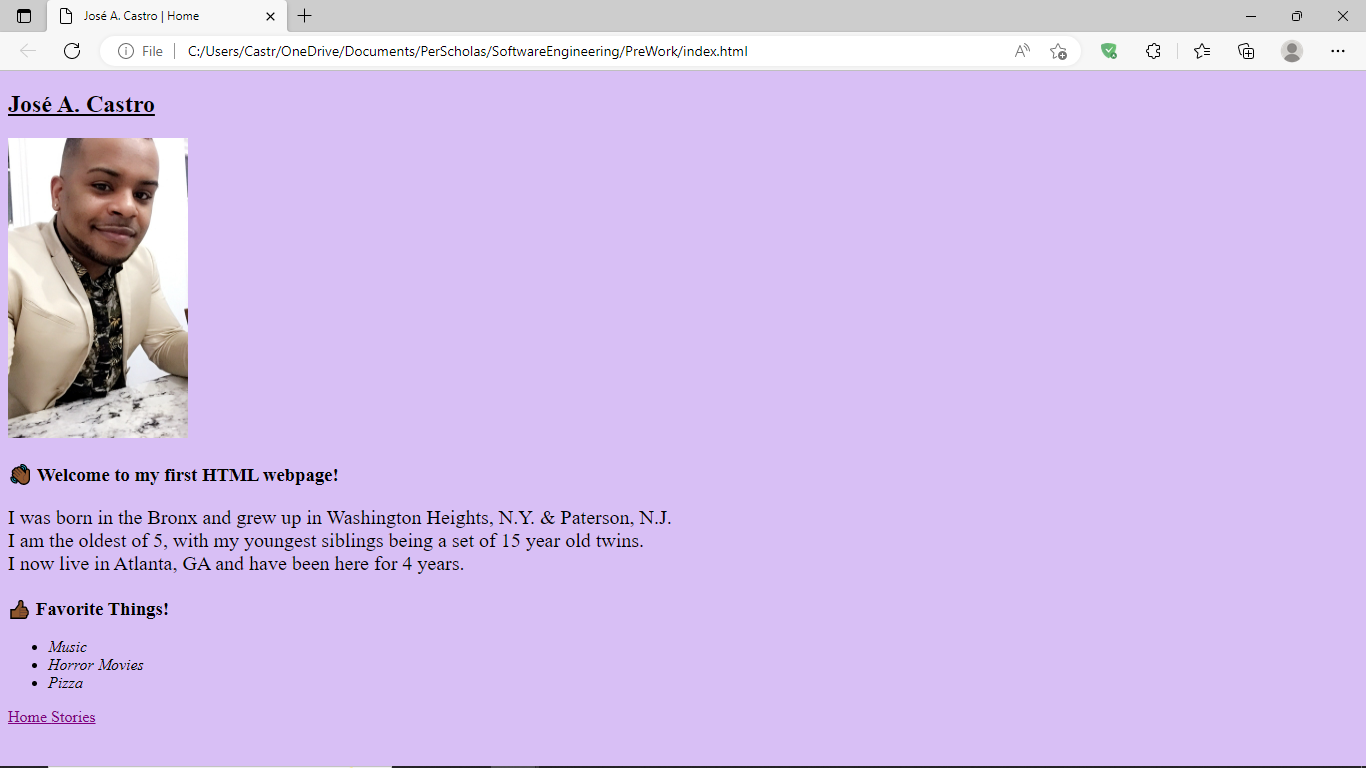 José A. Castro | Home
File
C:/Users/Castr/OneDrive/Documents/PerScholas/SoftwareEngineering/PreWork/index.html
José A. Castro
👋🏾 Welcome to my first HTML webpage!
I was born in the Bronx and grew up in Washington Heights, N.Y. & Paterson, N.J.
I am the oldest of 5, with my youngest siblings being a set of 15 year old twins.
I now live in Atlanta, GA and have been here for 4 years.
👍🏾 Favorite Things!
• Music
• Horror Movies
• Pizza
Home Stories